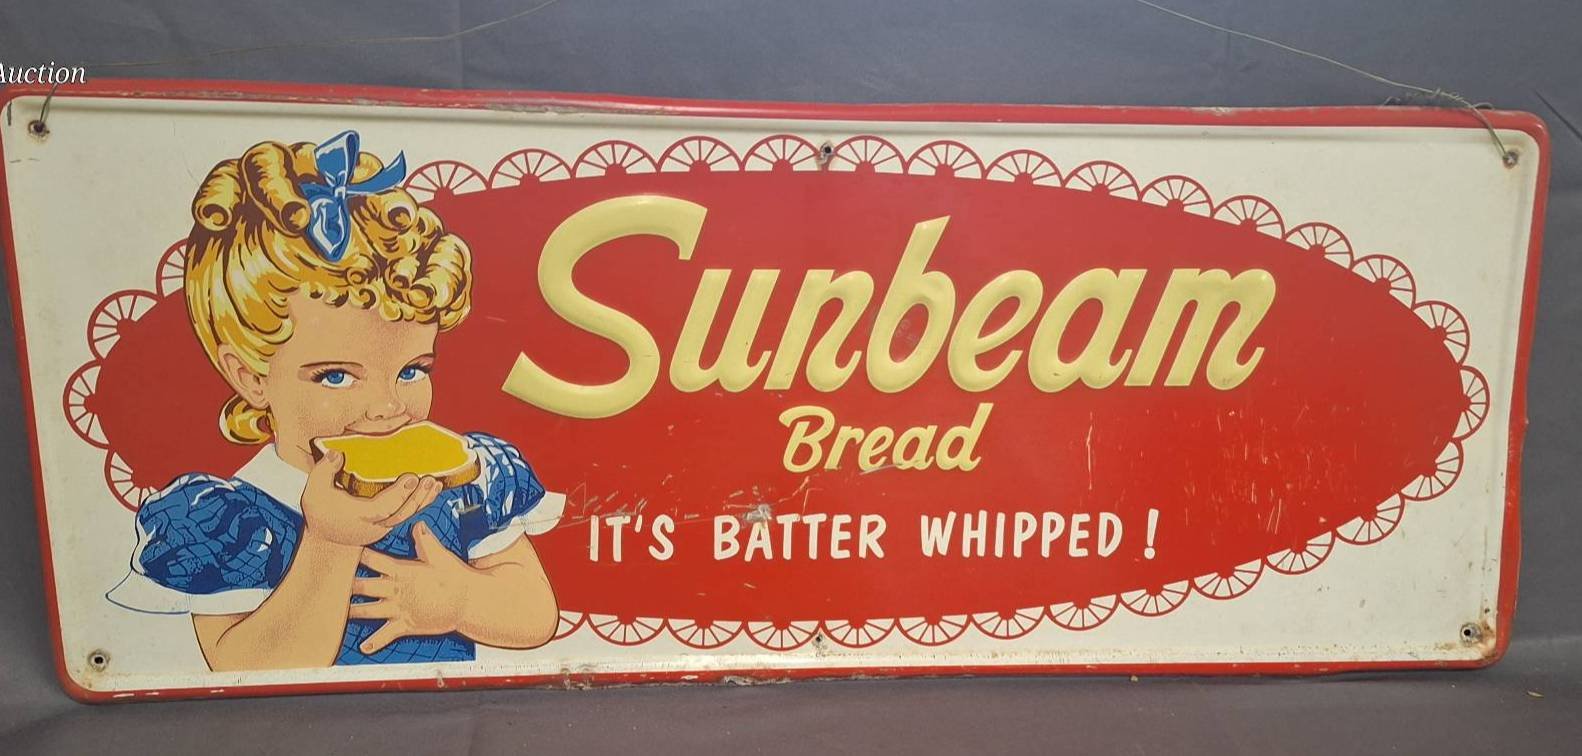 Auction
Sunbeam
Bread
IT'S BATTER WHIPPED!